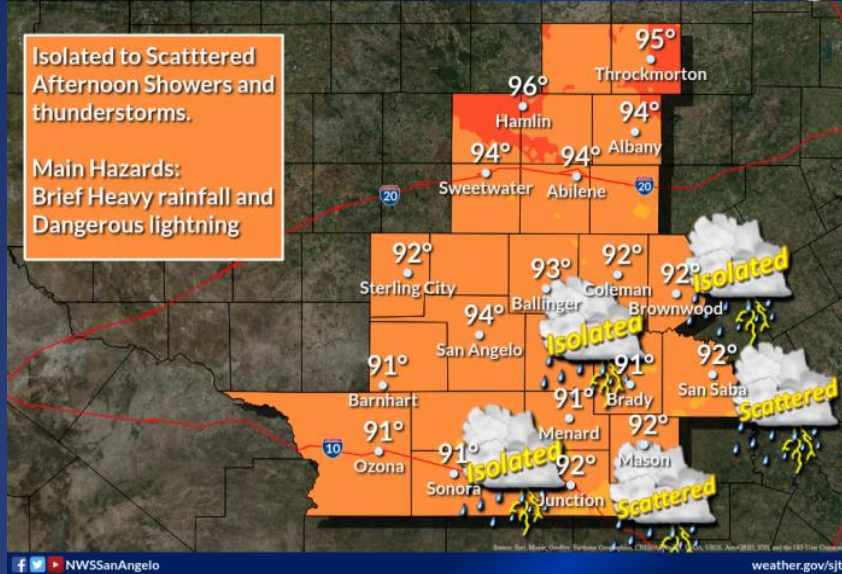 Isolated to Scatttered
Afternoon Showers and
thunderstorms.
Main Hazards:
Brief Heavy rainfall and
Dangerous lightning
95°
Throckmorton
96°
Hamlin
94°
Albany
94°
Sweetwater
94°
Abilene
20
20
92°
Sterling City
93°
Ballinger
92°
Coleman
92°
Brownwood
Isolated
94°
San Angelo
Isolated
91°
Barnhart
91°
Brady
92°
San Saba
Scattered
91°
Menard
10
91°
Ozona
91°
Sonora
Isolated
92°
Junction
92°
Mason
Scattered
NWSSanAngelo
weather.gov/sjt